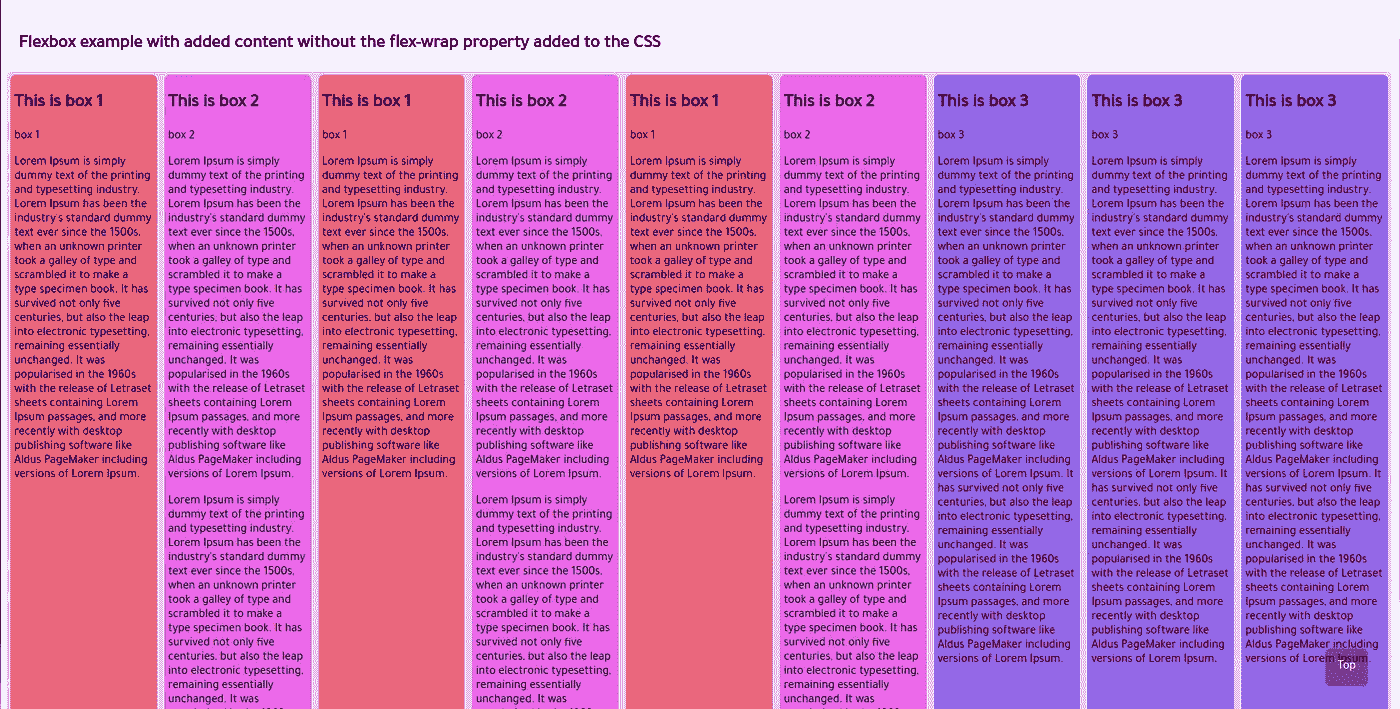 Flexbox example with added content without the flex-wrap property added to the CSS
This is box 1
box 1
Lorem Ipsum is simply
dummy text of the printing
and typesetting industry.
Lorem Ipsum has been the
industry's standard dummy
text ever since the 1500s,
when an unknown printer
took a galley of type and
scrambled it to make a
type specimen book. It has
survived not only five
centuries, but also the leap
into electronic typesetting,
remaining essentially
unchanged. It was
popularised in the 1960s
with the release of Letraset
sheets containing Lorem
Ipsum passages, and more
recently with desktop
publishing software like
Aldus PageMaker including
versions of Lorem Ipsum.
This is box 2
box 2
Lorem Ipsum is simply
dummy text of the printing
and typesetting industry.
Lorem Ipsum has been the
industry's standard dummy
text ever since the 1500s,
when an unknown printer
took a galley of type and
scrambled it to make a
type specimen book. It has
survived not only five
centuries, but also the leap
into electronic typesetting,
remaining essentially
unchanged. It was
popularised in the 1960s
with the release of Letraset
sheets containing Lorem
Ipsum passages, and more
recently with desktop
publishing software like
Aldus PageMaker including
versions of Lorem Ipsum.
Lorem Ipsum is simply
dummy text of the printing
and typesetting industry.
Lorem Ipsum has been the
industry's standard dummy
text ever since the 1500s,
when an unknown printer
took a galley of type and
scrambled it to make a
type specimen book. It has
survived not only five
centuries, but also the leap
into electronic typesetting,
remaining essentially
unchanged. It was
This is box 1
box 1
Lorem Ipsum is simply
dummy text of the printing
and typesetting industry.
Lorem Ipsum has been the
industry's standard dummy
text ever since the 1500s,
when an unknown printer
took a galley of type and
scrambled it to make a
type specimen book. It has
survived not only five
centuries, but also the leap
into electronic typesetting,
remaining essentially
unchanged. It was
popularised in the 1960s
with the release of Letraset
sheets containing Lorem
Ipsum passages, and more
recently with desktop
publishing software like
Aldus PageMaker including
versions of Lorem Ipsum.
This is box 2
box 2
Lorem Ipsum is simply
dummy text of the printing
and typesetting industry.
Lorem Ipsum has been the
industry's standard dummy
text ever since the 1500s,
when an unknown printer
took a galley of type and
scrambled it to make a
type specimen book. It has
survived not only five
centuries, but also the leap
into electronic typesetting,
remaining essentially
unchanged. It was
popularised in the 1960s
with the release of Letraset
sheets containing Lorem
Ipsum passages, and more
recently with desktop
publishing software like
Aldus PageMaker including
versions of Lorem Ipsum.
Lorem Ipsum is simply
dummy text of the printing
and typesetting industry.
Lorem Ipsum has been the
industry's standard dummy
text ever since the 1500s,
when an unknown printer
took a galley of type and
scrambled it to make a
type specimen book. It has
survived not only five
centuries, but also the leap
into electronic typesetting,
remaining essentially
unchanged. It was
This is box 1
box 1
Lorem Ipsum is simply
dummy text of the printing
and typesetting industry.
Lorem Ipsum has been the
industry's standard dummy
text ever since the 1500s,
when an unknown printer
took a galley of type and
scrambled it to make a
type specimen book. It has
survived not only five
centuries, but also the leap
into electronic typesetting,
remaining essentially
unchanged. It was
popularised in the 1960s
with the release of Letraset
sheets containing Lorem
Ipsum passages, and more
recently with desktop
publishing software like
Aldus PageMaker including
versions of Lorem Ipsum.
This is box 2
box 2
Lorem Ipsum is simply
dummy text of the printing
and typesetting industry.
Lorem Ipsum has been the
industry's standard dummy
text ever since the 1500s,
when an unknown printer
took a galley of type and
scrambled it to make a
type specimen book. It has
survived not only five
centuries, but also the leap
into electronic typesetting,
remaining essentially
unchanged. It was
popularised in the 1960s
with the release of Letraset
sheets containing Lorem
Ipsum passages, and more
recently with desktop
publishing software like
Aldus PageMaker including
versions of Lorem Ipsum.
Lorem Ipsum is simply
dummy text of the printing
and typesetting industry.
Lorem Ipsum has been the
industry's standard dummy
text ever since the 1500s,
when an unknown printer
took a galley of type and
scrambled it to make a
type specimen book. It has
survived not only five
centuries, but also the leap
into electronic typesetting,
remaining essentially
unchanged. It was
This is box 3
box 3
Lorem Ipsum is simply
dummy text of the printing
and typesetting industry.
Lorem Ipsum has been the
industry's standard dummy
text ever since the 1500s,
when an unknown printer
took a galley of type and
scrambled it to make a
type specimen book. It has
survived not only five
centuries, but also the leap
into electronic typesetting,
remaining essentially
unchanged. It was
popularised in the 1960s
with the release of Letraset
sheets containing Lorem
Ipsum passages, and more
recently with desktop
publishing software like
Aldus PageMaker including
versions of Lorem Ipsum. It
has survived not only five
centuries, but also the leap
into electronic typesetting,
remaining essentially
unchanged. It was
popularised in the 1960s
with the release of Letraset
sheets containing Lorem
Ipsum passages, and more
recently with desktop
publishing software like
Aldus PageMaker including
versions of Lorem Ipsum.
This is box 3
box 3
Lorem Ipsum is simply
dummy text of the printing
and typesetting industry.
Lorem Ipsum has been the
industry's standard dummy
text ever since the 1500s,
when an unknown printer
took a galley of type and
scrambled it to make a
type specimen book. It has
survived not only five
centuries, but also the leap
into electronic typesetting,
remaining essentially
unchanged. It was
popularised in the 1960s
with the release of Letraset
sheets containing Lorem
Ipsum passages, and more
recently with desktop
publishing software like
Aldus PageMaker including
versions of Lorem Ipsum. It
has survived not only five
centuries, but also the leap
into electronic typesetting,
remaining essentially
unchanged. It was
popularised in the 1960s
with the release of Letraset
sheets containing Lorem
Ipsum passages, and more
recently with desktop
publishing software like
Aldus PageMaker including
versions of Lorem Ipsum.
This is box 3
box 3
Lorem Ipsum is simply
dummy text of the printing
and typesetting industry.
Lorem Ipsum has been the
industry's standard dummy
text ever since the 1500s,
when an unknown printer
took a galley of type and
scrambled it to make a
type specimen book. It has
survived not only five
centuries, but also the leap
into electronic typesetting,
remaining essentially
unchanged. It was
popularised in the 1960s
with the release of Letraset
sheets containing Lorem
Ipsum passages, and more
recently with desktop
publishing software like
Aldus PageMaker including
versions of Lorem Ipsum. It
has survived not only five
centuries, but also the leap
into electronic typesetting,
remaining essentially
unchanged. It was
popularised in the 1960s
with the release of Letraset
sheets containing Lorem
Ipsum passages, and more
recently with desktop
publishing software like
Aldus PageMaker including
versions of Lorem Ipsum.
Top